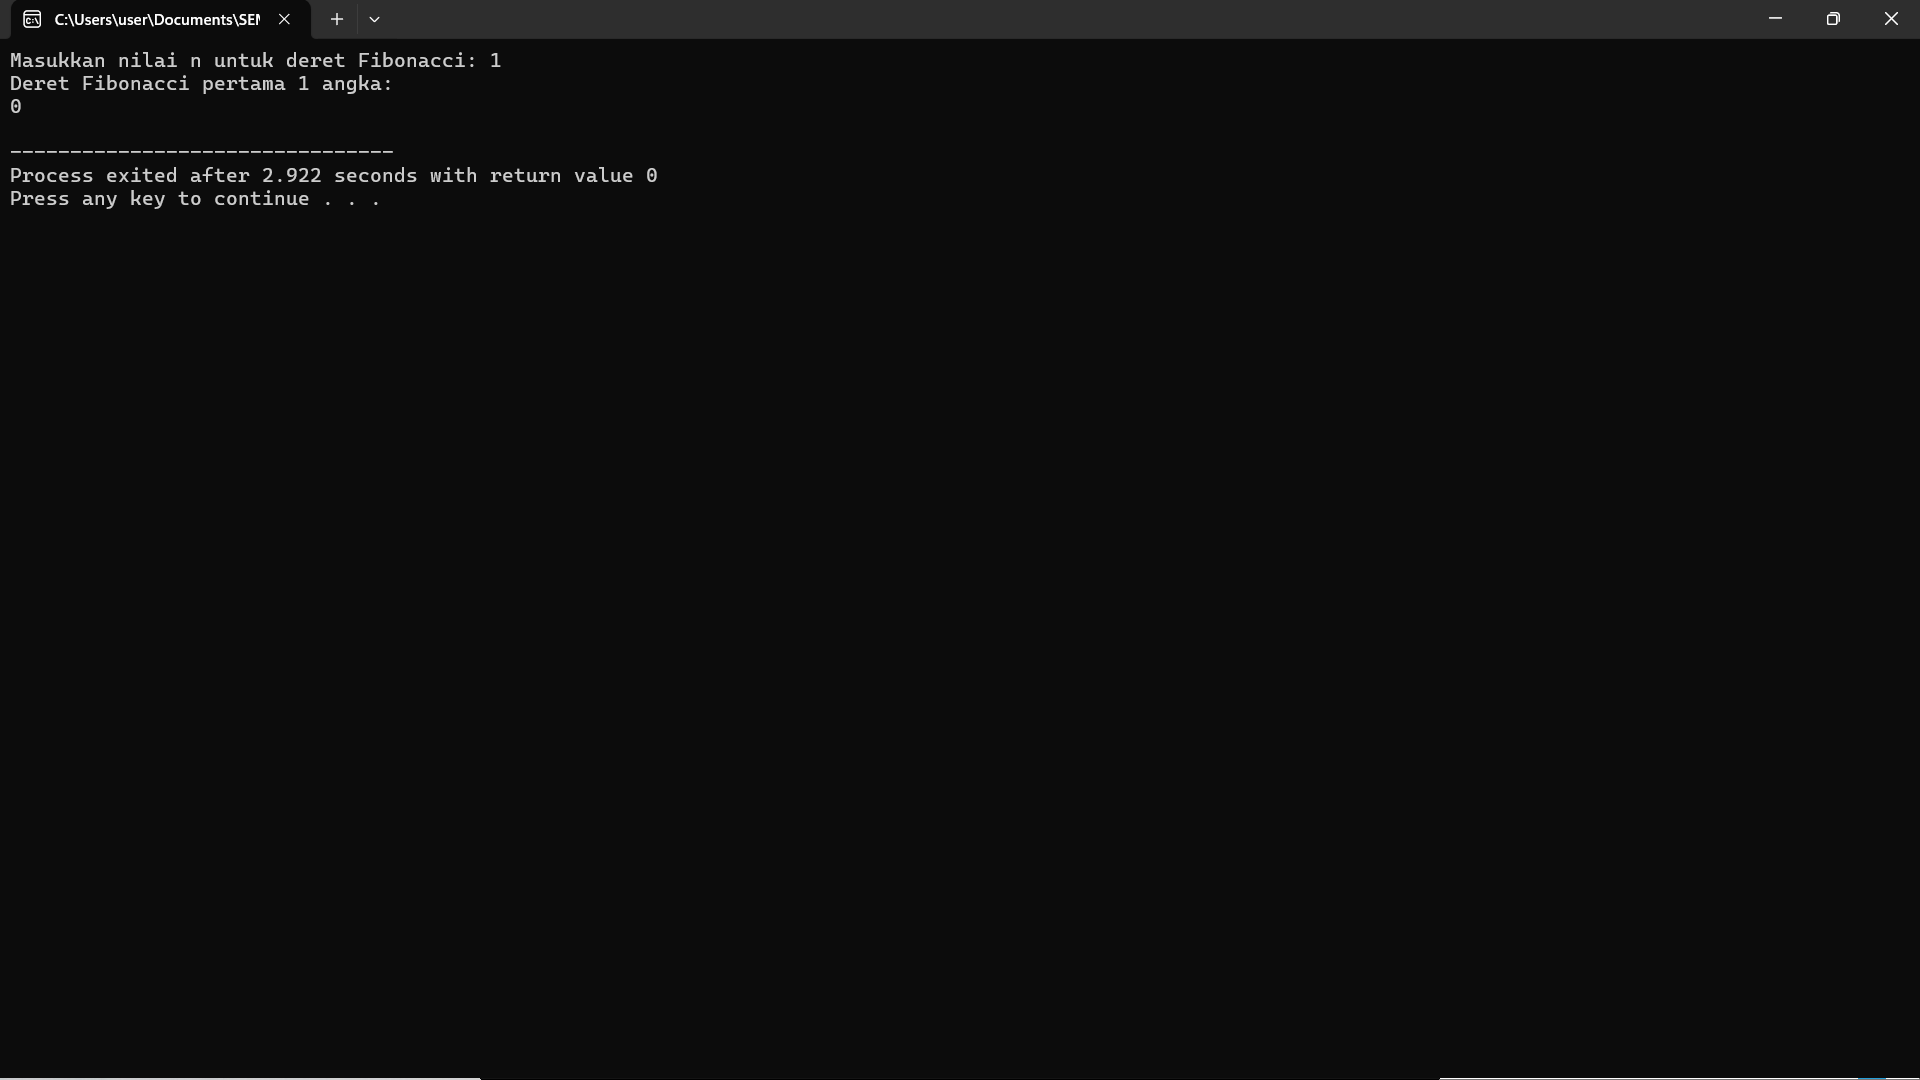 C:\Users\user\Documents\SEM
Masukkan nilai n untuk deret Fibonacci: 1
Deret Fibonacci pertama 1 angka:
0
--------------------------------
Process exited after 2.922 seconds with return value 0
Press any key to continue . . .